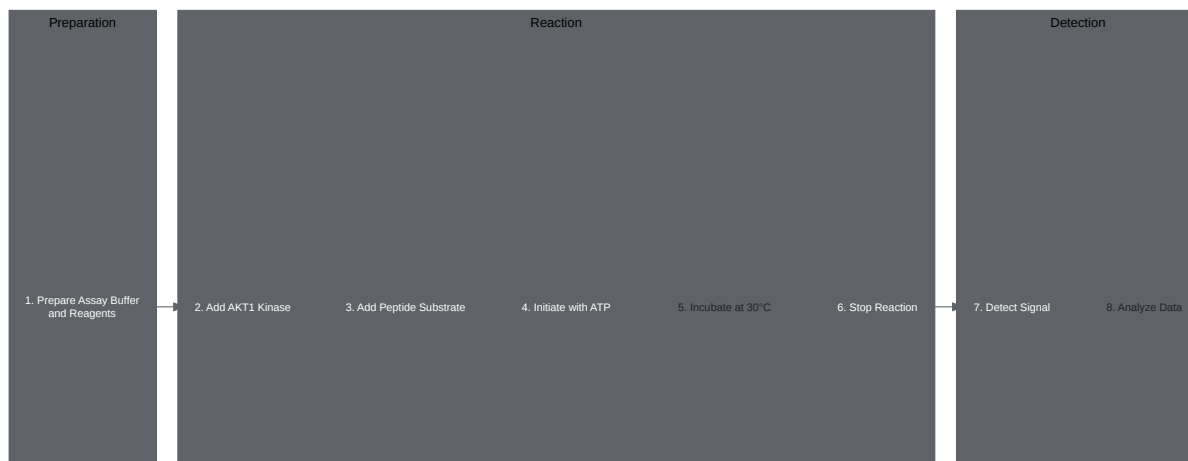 Preparation
Reaction
Detection
1. Prepare Assay Buffer
and Reagents
2. Add AKT1 Kinase
3. Add Peptide Substrate
4. Initiate with ATP
5. Incubate at 30°C
6. Stop Reaction
7. Detect Signal
8. Analyze Data